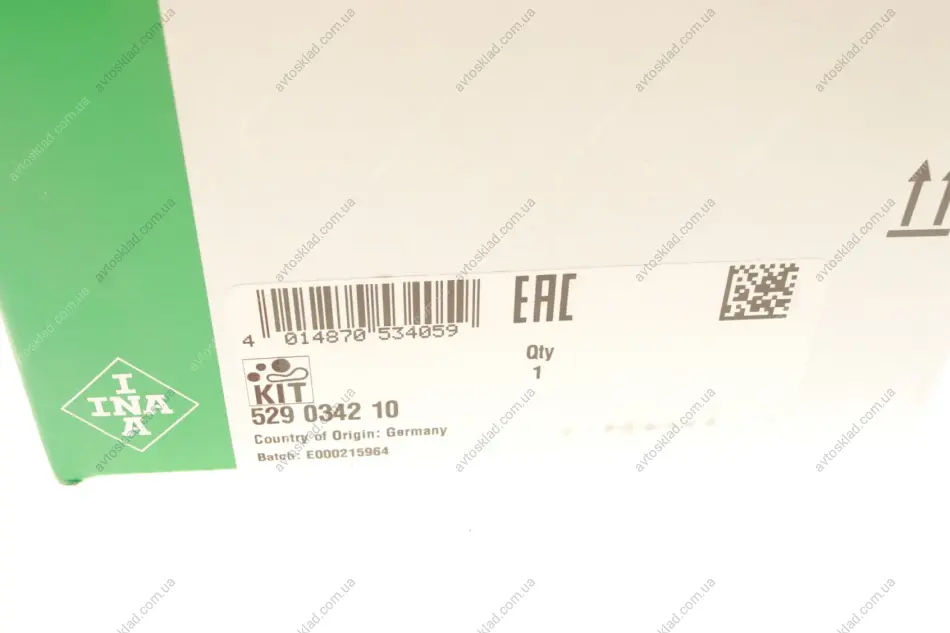 EAC
4 014870 534059
Qty
1
KIT
529 0342 10
Country of Origin: Germany
Batch: E000215964
I
INA
A
avtosklad.com.ua